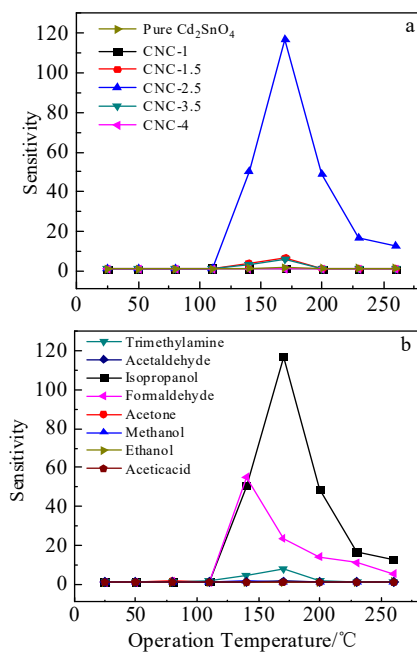 a
Pure Cd₂SnO₄
CNC-1
CNC-1.5
CNC-2.5
CNC-3.5
CNC-4
Sensitivity
120
100
80
60
40
20
0
0 50 100 150 200 250
b
Trimethylamine
Acetaldehyde
Isopropanol
Formaldehyde
Acetone
Methanol
Ethanol
Aceticacid
Sensitivity
120
100
80
60
40
20
0
0 50 100 150 200 250
Operation Temperature/℃